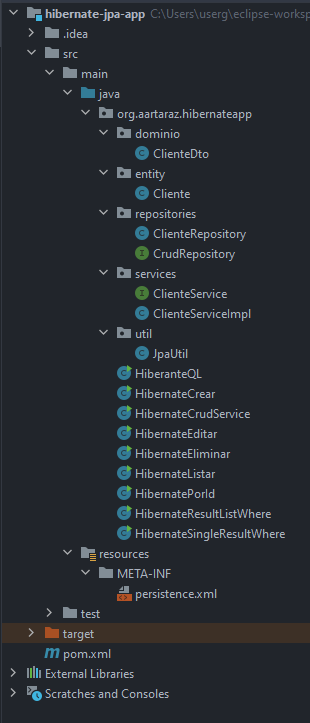 hibernate-jpa-app C:\Users\userg\eclipse-worksp
.idea
src
main
java
org.aartaraz.hibernateapp
dominio
ClienteDto
entity
Cliente
repositories
ClienteRepository
CrudRepository
services
ClienteService
ClienteServiceImpl
util
JpaUtil
HiberanteQL
HibernateCrear
HibernateCrudService
HibernateEditar
HibernateEliminar
HibernateListar
HibernatePorId
HibernateResultListWhere
HibernateSingleResultWhere
resources
META-INF
persistence.xml
test
target
pom.xml
External Libraries
Scratches and Consoles